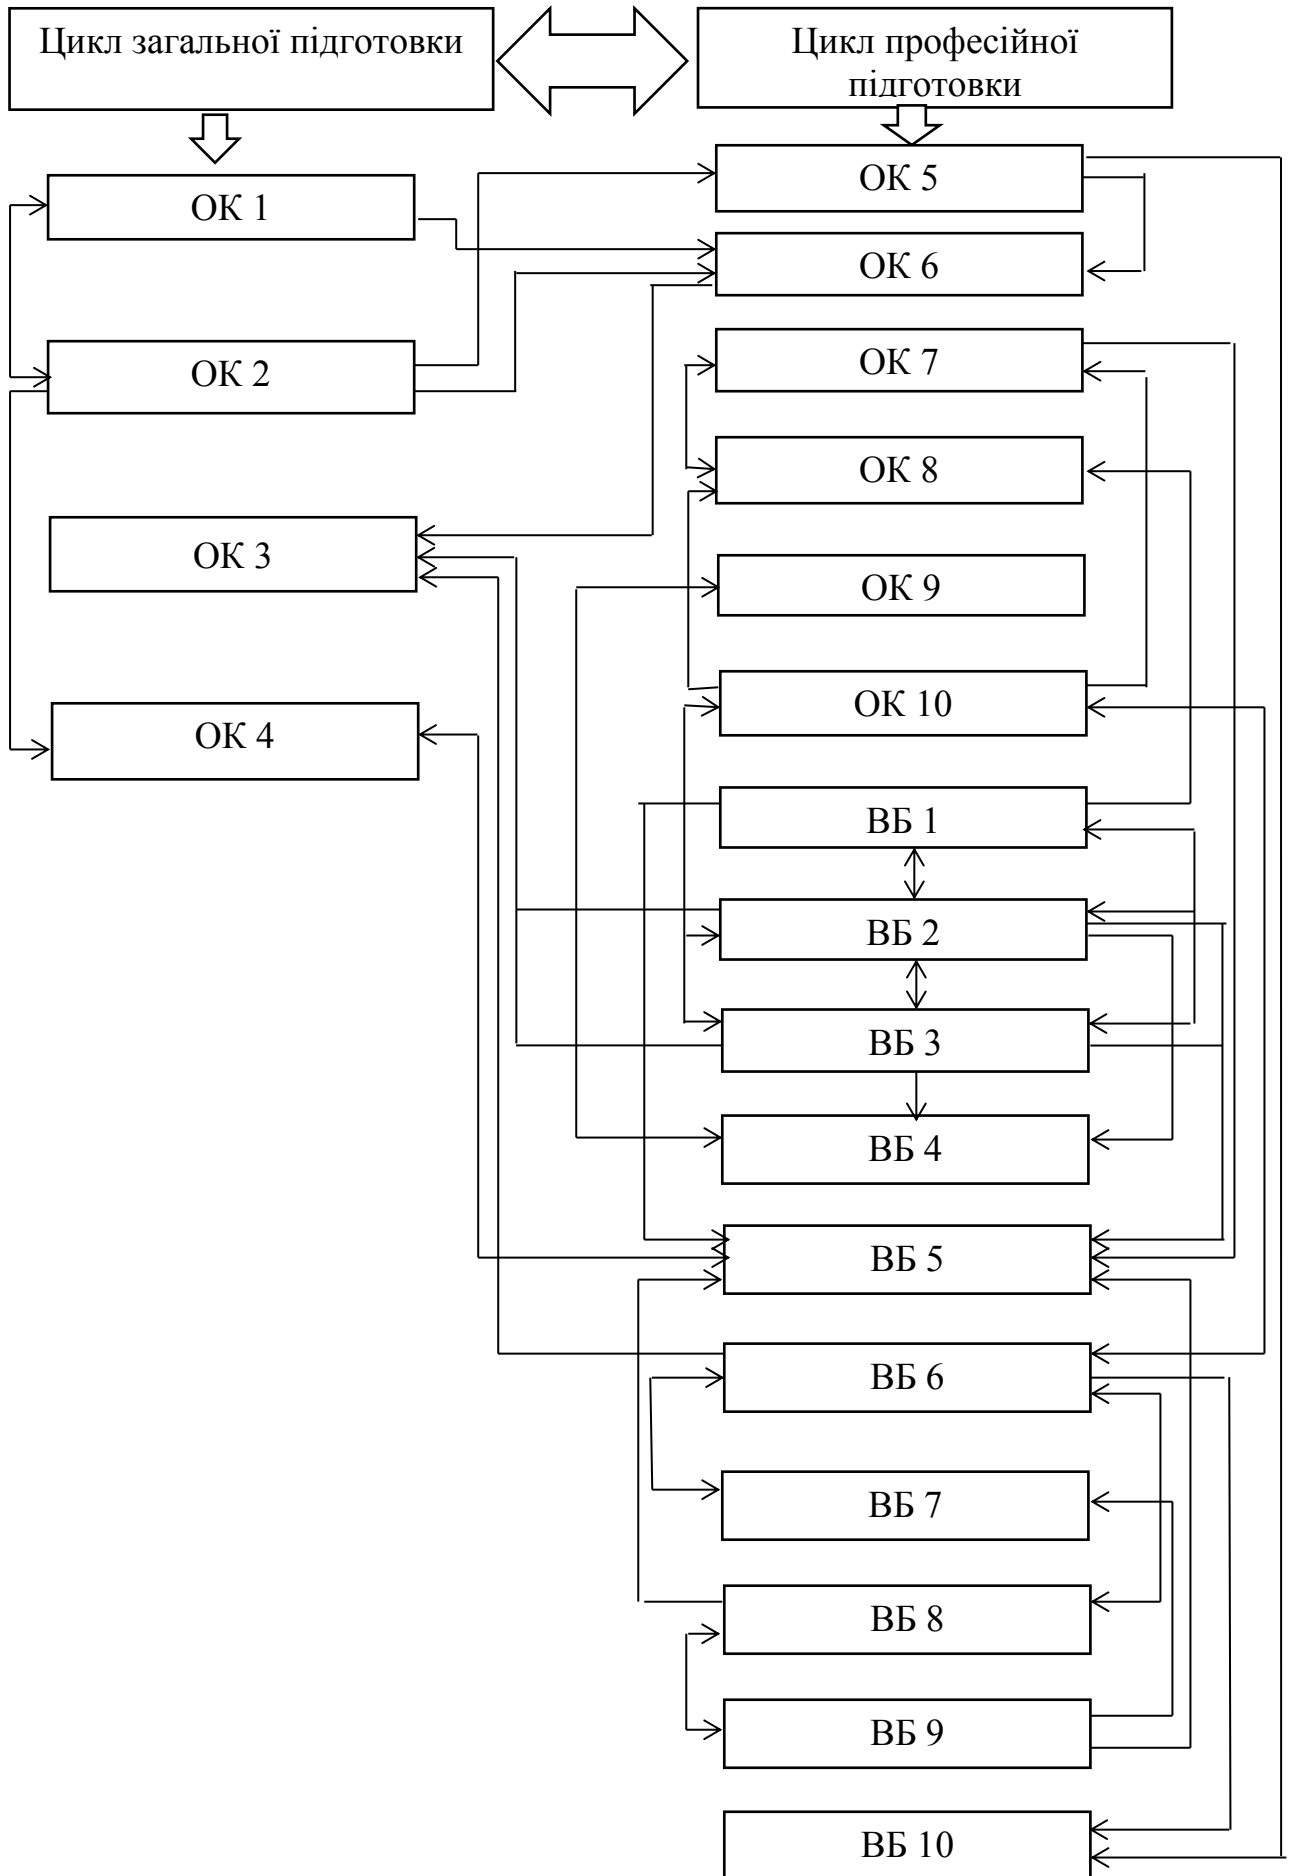 Цикл загальної підготовки
Цикл професійної
підготовки
ОК 1
ОК 2
ОК 3
ОК 4
ОК 5
ОК 6
ОК 7
ОК 8
ОК 9
ОК 10
ВБ 1
ВБ 2
ВБ 3
ВБ 4
ВБ 5
ВБ 6
ВБ 7
ВБ 8
ВБ 9
ВБ 10